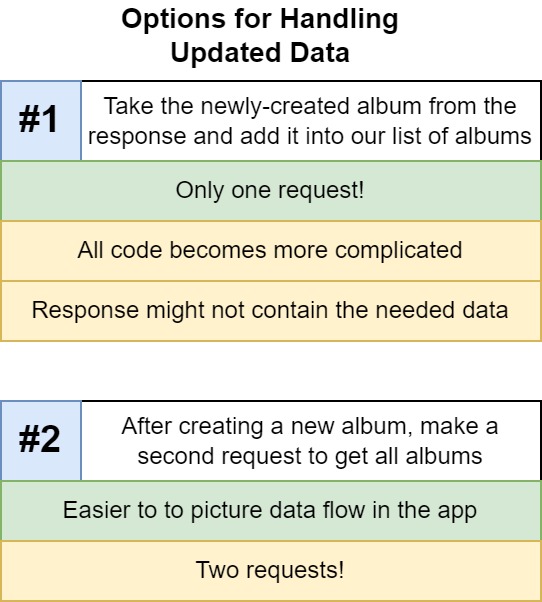 Options for Handling
Updated Data
#1
Take the newly-created album from the
response and add it into our list of albums
Only one request!
All code becomes more complicated
Response might not contain the needed data
#2
After creating a new album, make a
second request to get all albums
Easier to to picture data flow in the app
Two requests!